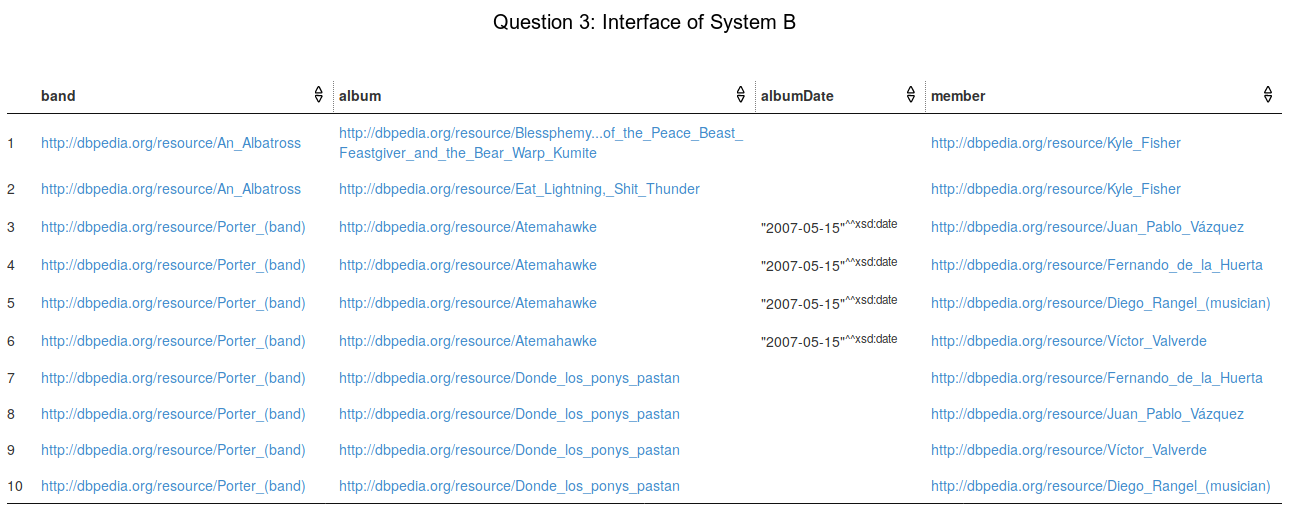 Question 3: Interface of System B
band album albumDate member
1 http://dbpedia.org/resource/An_Albatross http://dbpedia.org/resource/Blessphemy...of_the_Peace_Beast_ http://dbpedia.org/resource/Kyle_Fisher
Feastgiver_and_the_Bear_Warp_Kumite
2 http://dbpedia.org/resource/An_Albatross http://dbpedia.org/resource/Eat_Lightning,_Shit_Thunder http://dbpedia.org/resource/Kyle_Fisher
3 http://dbpedia.org/resource/Porter_(band) http://dbpedia.org/resource/Atemahawke "2007-05-15"^^xsd:date http://dbpedia.org/resource/Juan_Pablo_Vázquez
4 http://dbpedia.org/resource/Porter_(band) http://dbpedia.org/resource/Atemahawke "2007-05-15"^^xsd:date http://dbpedia.org/resource/Fernando_de_la_Huerta
5 http://dbpedia.org/resource/Porter_(band) http://dbpedia.org/resource/Atemahawke "2007-05-15"^^xsd:date http://dbpedia.org/resource/Diego_Rangel_(musician)
6 http://dbpedia.org/resource/Porter_(band) http://dbpedia.org/resource/Atemahawke "2007-05-15"^^xsd:date http://dbpedia.org/resource/Víctor_Valverde
7 http://dbpedia.org/resource/Porter_(band) http://dbpedia.org/resource/Donde_los_ponys_pastan http://dbpedia.org/resource/Fernando_de_la_Huerta
8 http://dbpedia.org/resource/Porter_(band) http://dbpedia.org/resource/Donde_los_ponys_pastan http://dbpedia.org/resource/Juan_Pablo_Vázquez
9 http://dbpedia.org/resource/Porter_(band) http://dbpedia.org/resource/Donde_los_ponys_pastan http://dbpedia.org/resource/Víctor_Valverde
10 http://dbpedia.org/resource/Porter_(band) http://dbpedia.org/resource/Donde_los_ponys_pastan http://dbpedia.org/resource/Diego_Rangel_(musician)